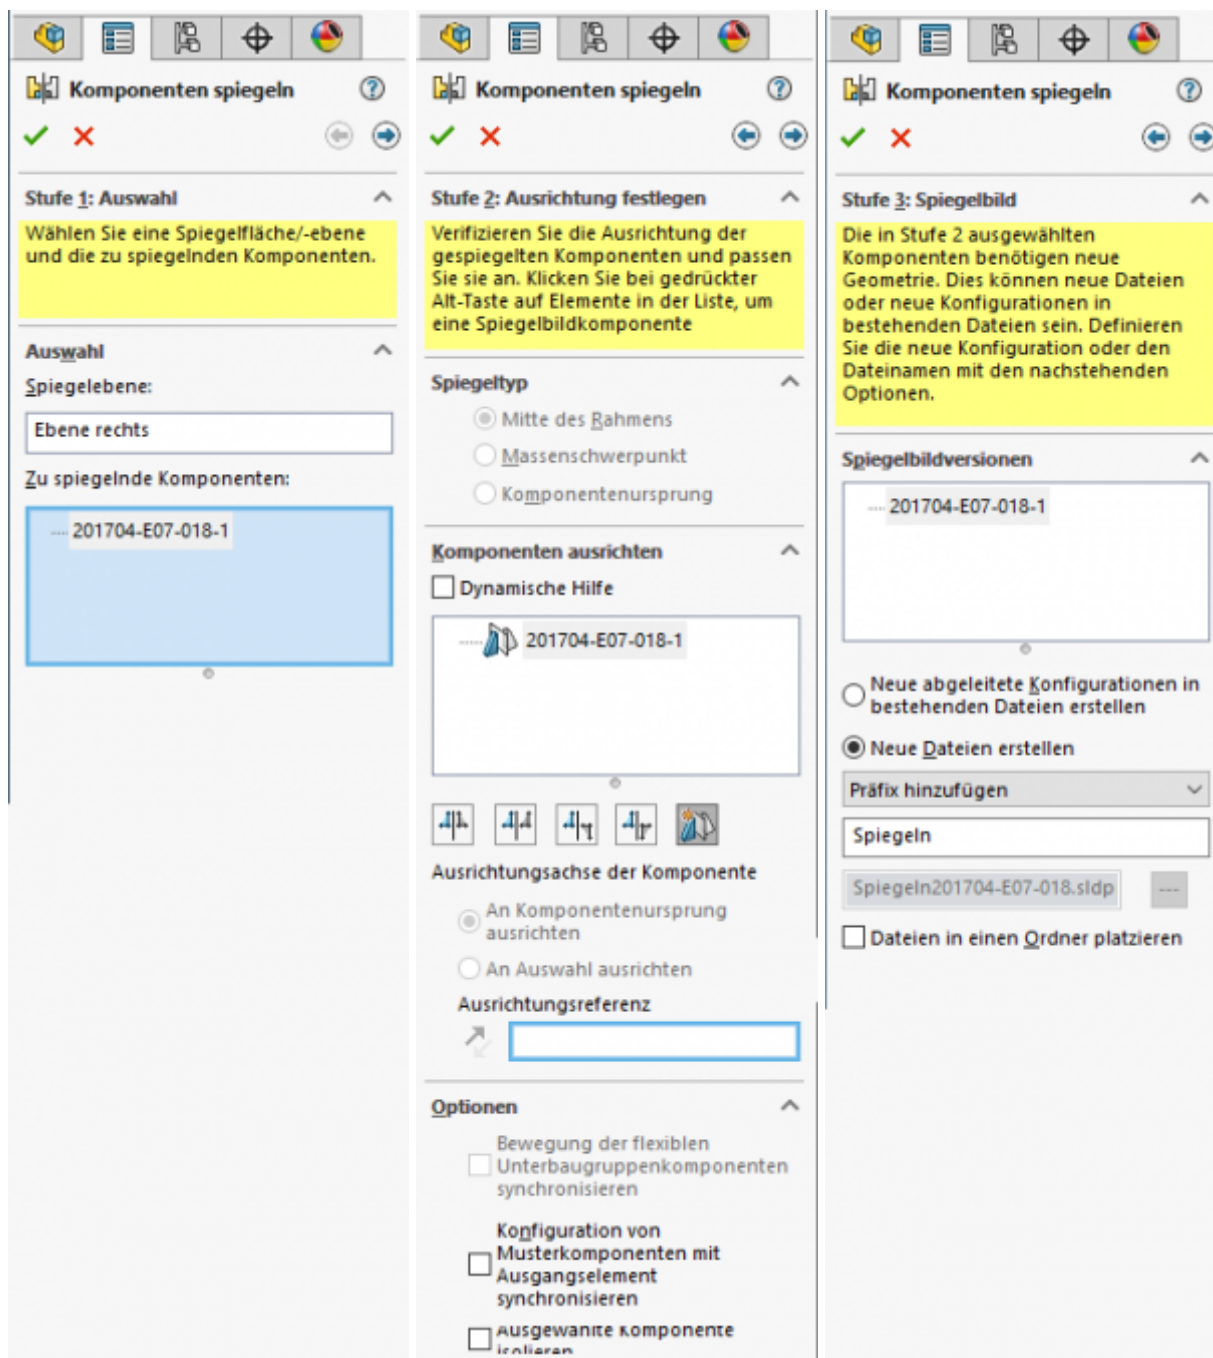 Komponenten spiegeln
Stufe 1: Auswahl
Wählen Sie eine Spiegelfläche/-ebene
und die zu spiegelnden Komponenten.
Auswahl
Spiegelebene:
Ebene rechts
Zu spiegelnde Komponenten:
201704-E07-018-1
Komponenten spiegeln
Stufe 2: Ausrichtung festlegen
Verifizieren Sie die Ausrichtung der
gespiegelten Komponenten und passen
Sie sie an. Klicken Sie bei gedrückter
Alt-Taste auf Elemente in der Liste, um
eine Spiegelbildkomponente
Spiegeltyp
Mitte des Rahmens
Massenschwerpunkt
Komponentenursprung
Komponenten ausrichten
Dynamische Hilfe
201704-E07-018-1
Ausrichtungsachse der Komponente
An Komponentenursprung
ausrichten
An Auswahl ausrichten
Ausrichtungsreferenz
Optionen
Bewegung der flexiblen
Unterbaugruppenkomponenten
synchronisieren
Konfiguration von
Musterkomponenten mit
Ausgangselement
synchronisieren
Ausgewählte Komponente
isolieren
Komponenten spiegeln
Stufe 3: Spiegelbild
Die in Stufe 2 ausgewählten
Komponenten benötigen neue
Geometrie. Dies können neue Dateien
oder neue Konfigurationen in
bestehenden Dateien sein. Definieren
Sie die neue Konfiguration oder den
Dateinamen mit den nachstehenden
Optionen.
Spiegelbildversionen
201704-E07-018-1
Neue abgeleitete Konfigurationen in
bestehenden Dateien erstellen
Neue Dateien erstellen
Präfix hinzufügen
Spiegeln
Spiegeln201704-E07-018.sldp
...
Dateien in einen Ordner platzieren